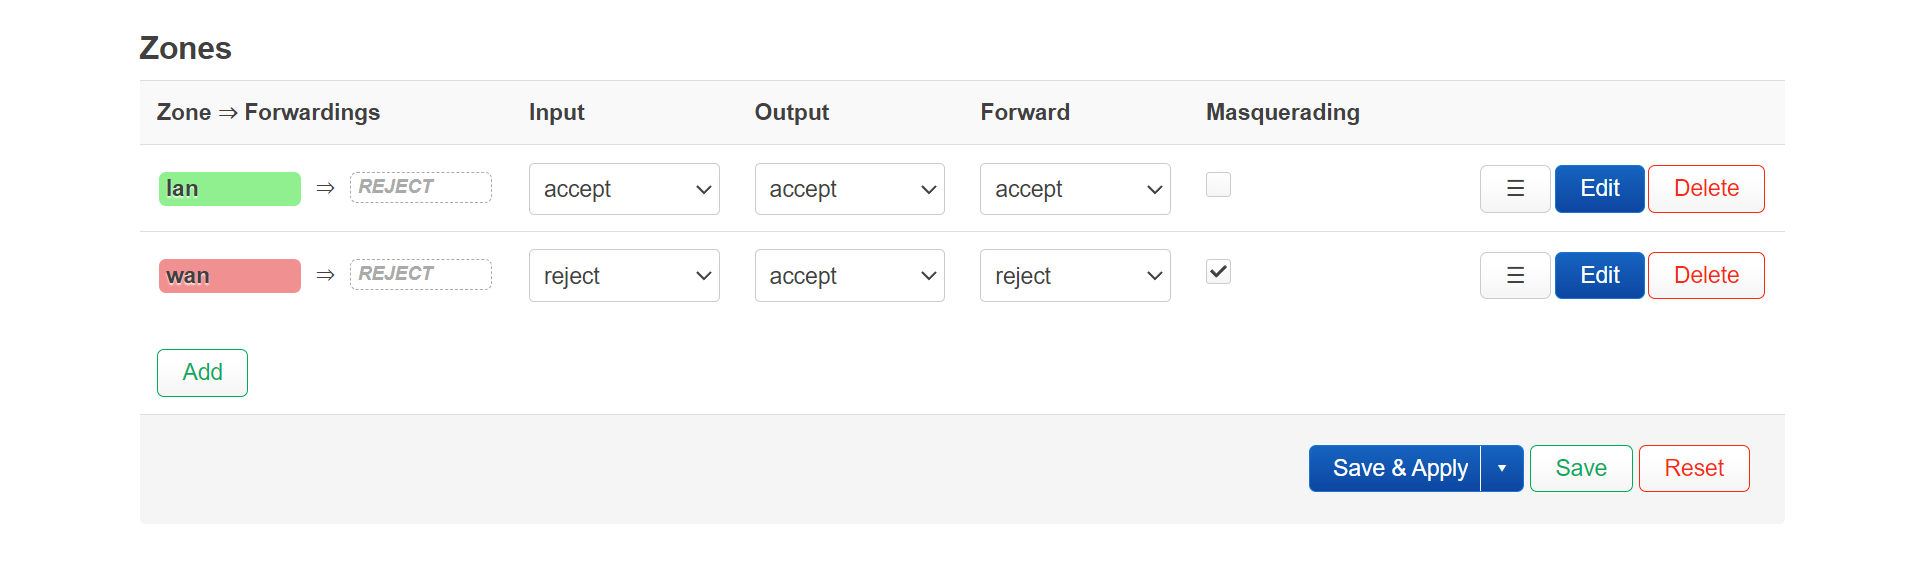 Zones
Zone ⇒ Forwardings Input Output Forward Masquerading
lan ⇒ REJECT accept accept accept ☰ Edit Delete
wan ⇒ REJECT reject accept reject ☰ Edit Delete
Add
Save & Apply ▾ Save Reset